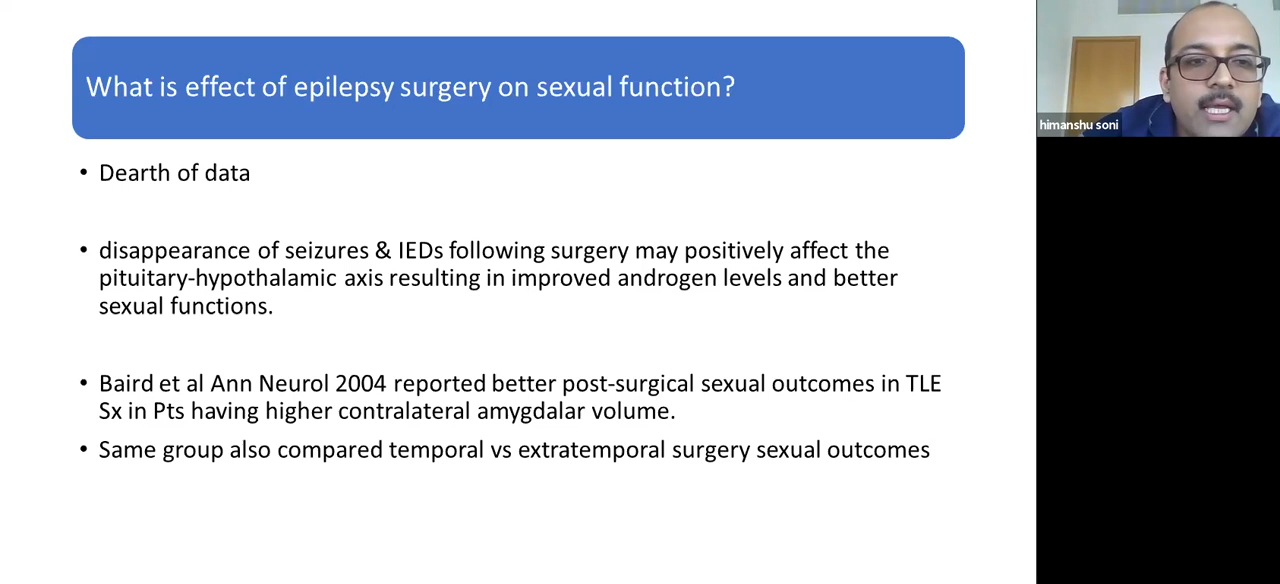 What is effect of epilepsy surgery on sexual function?
• Dearth of data
• disappearance of seizures & IEDs following surgery may positively affect the
pituitary-hypothalamic axis resulting in improved androgen levels and better
sexual functions.
• Baird et al Ann Neurol 2004 reported better post-surgical sexual outcomes in TLE
Sx in Pts having higher contralateral amygdalar volume.
• Same group also compared temporal vs extratemporal surgery sexual outcomes
himanshu soni